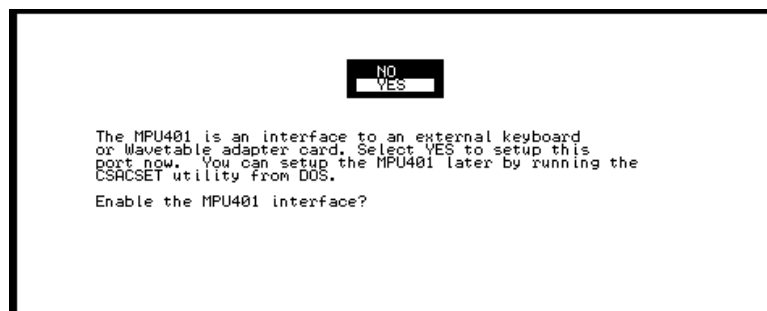 NO
YES
The MPU401 is an interface to an external keyboard
or Wavetable adapter card. Select YES to setup this
port now.  You can setup the MPU401 later by running the
CSACSET utility from DOS.
Enable the MPU401 interface?